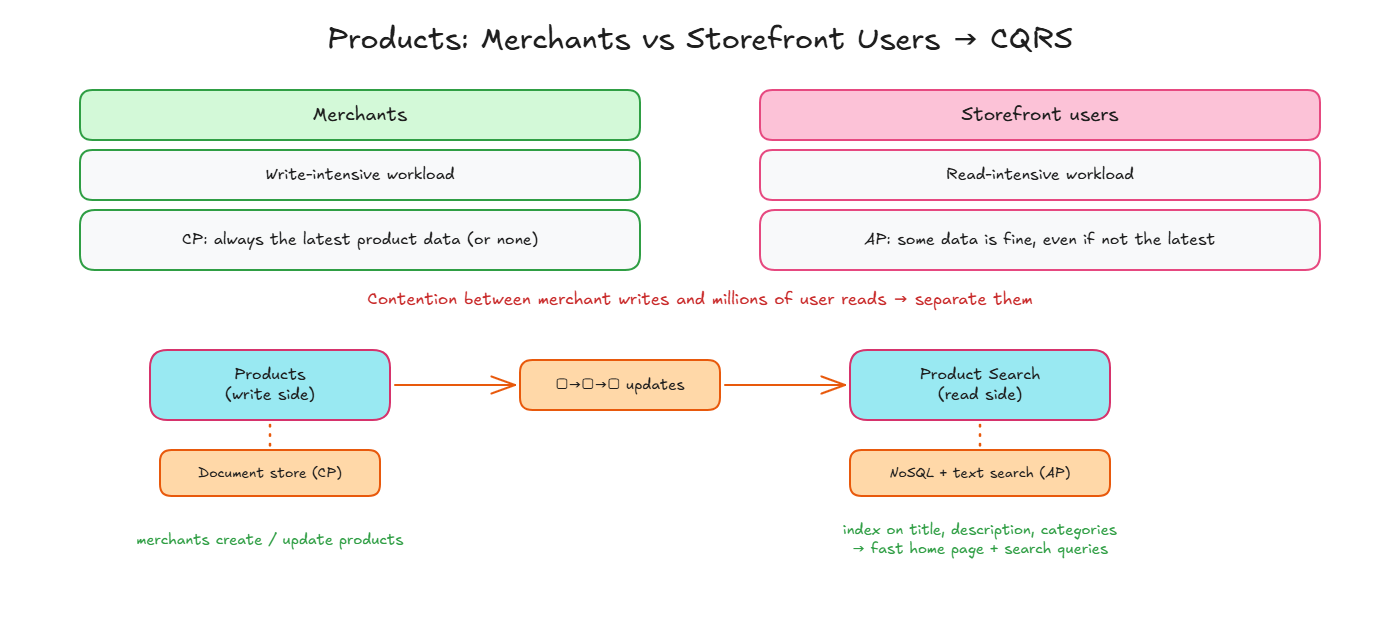 Products: Merchants vs Storefront Users → CQRS
Merchants
Storefront users
Write-intensive workload
Read-intensive workload
CP: always the latest product data (or none)
AP: some data is fine, even if not the latest
Contention between merchant writes and millions of user reads → separate them
Products
(write side)
▢→▢→▢ updates
Product Search
(read side)
Document store (CP)
NoSQL + text search (AP)
merchants create / update products
index on title, description, categories
→ fast home page + search queries